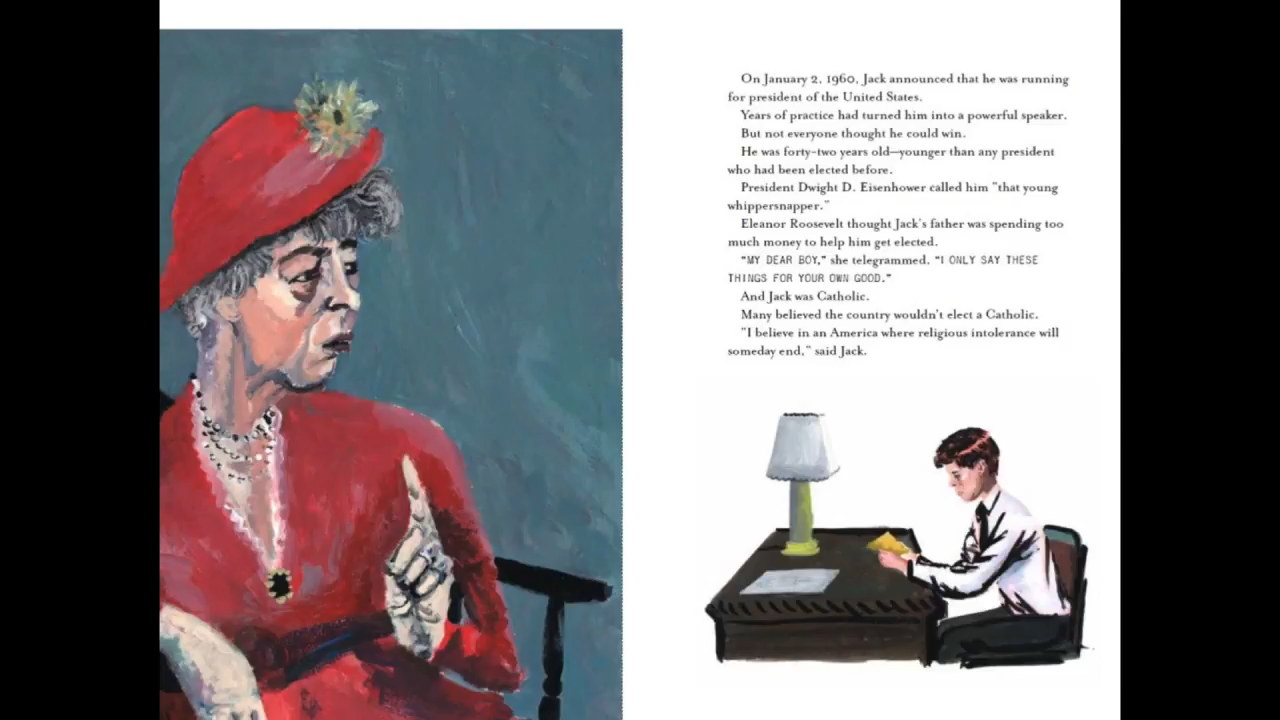 On January 2, 1960, Jack announced that he was running
for president of the United States.
Years of practice had turned him into a powerful speaker.
But not everyone thought he could win.
He was forty-two years old—younger than any president
who had been elected before.
President Dwight D. Eisenhower called him "that young
whippersnapper."
Eleanor Roosevelt thought Jack's father was spending too
much money to help him get elected.
"MY DEAR BOY," she telegrammed, "I ONLY SAY THESE
THINGS FOR YOUR OWN GOOD."
And Jack was Catholic.
Many believed the country wouldn't elect a Catholic.
"I believe in an America where religious intolerance will
someday end," said Jack.